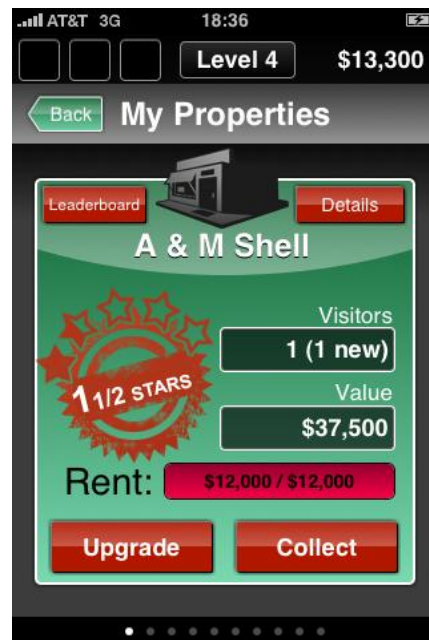 AT&T 3G 18:36
Level 4 $13,300
Back My Properties
Leaderboard Details
A & M Shell
Visitors
1 (1 new)
1 1/2 STARS
Value
$37,500
Rent: $12,000 / $12,000
Upgrade Collect